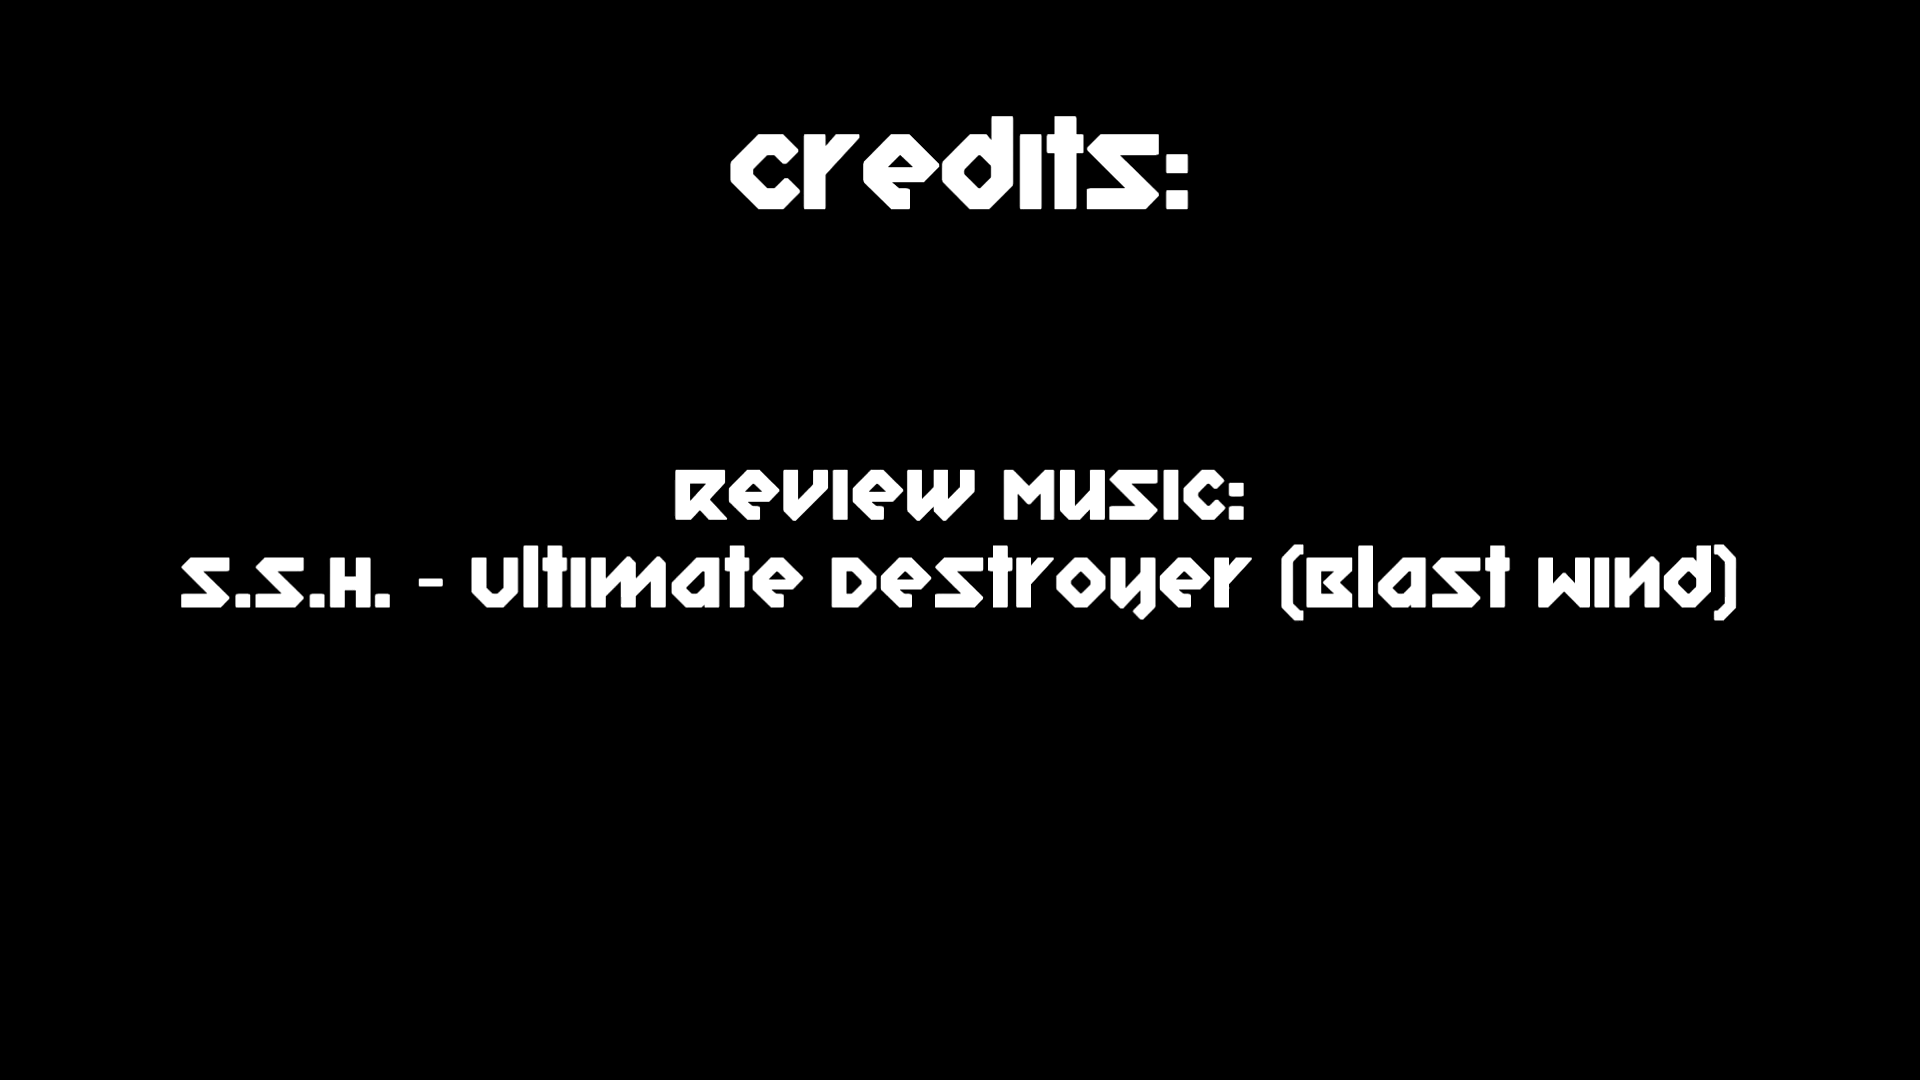 Credits:
Review Music:
S.S.H. - Ultimate Destroyer (Blast Wind)